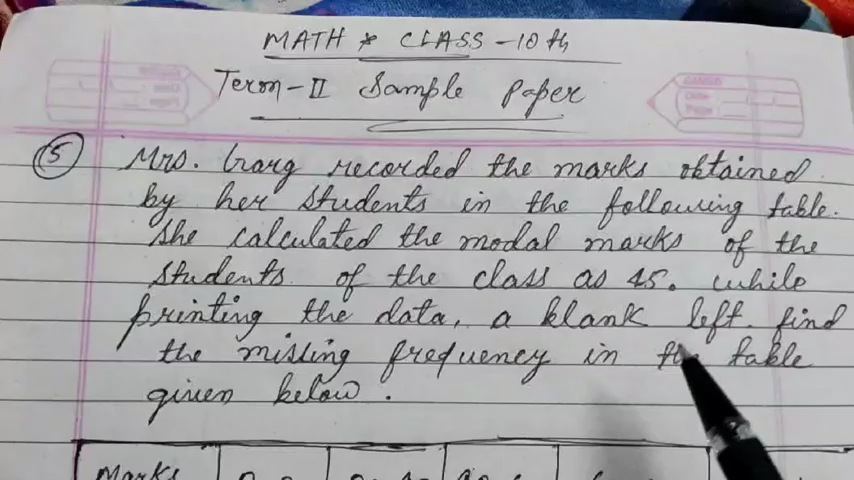 MATH * CLASS - 10th
Term - II Sample Paper
5 Mrs. Garg recorded the marks obtained
by her students in the following table.
She calculated the modal marks of the
students of the class as 45. while
printing the data, a blank left. find
the missing frequency in the table
given below.
Marks